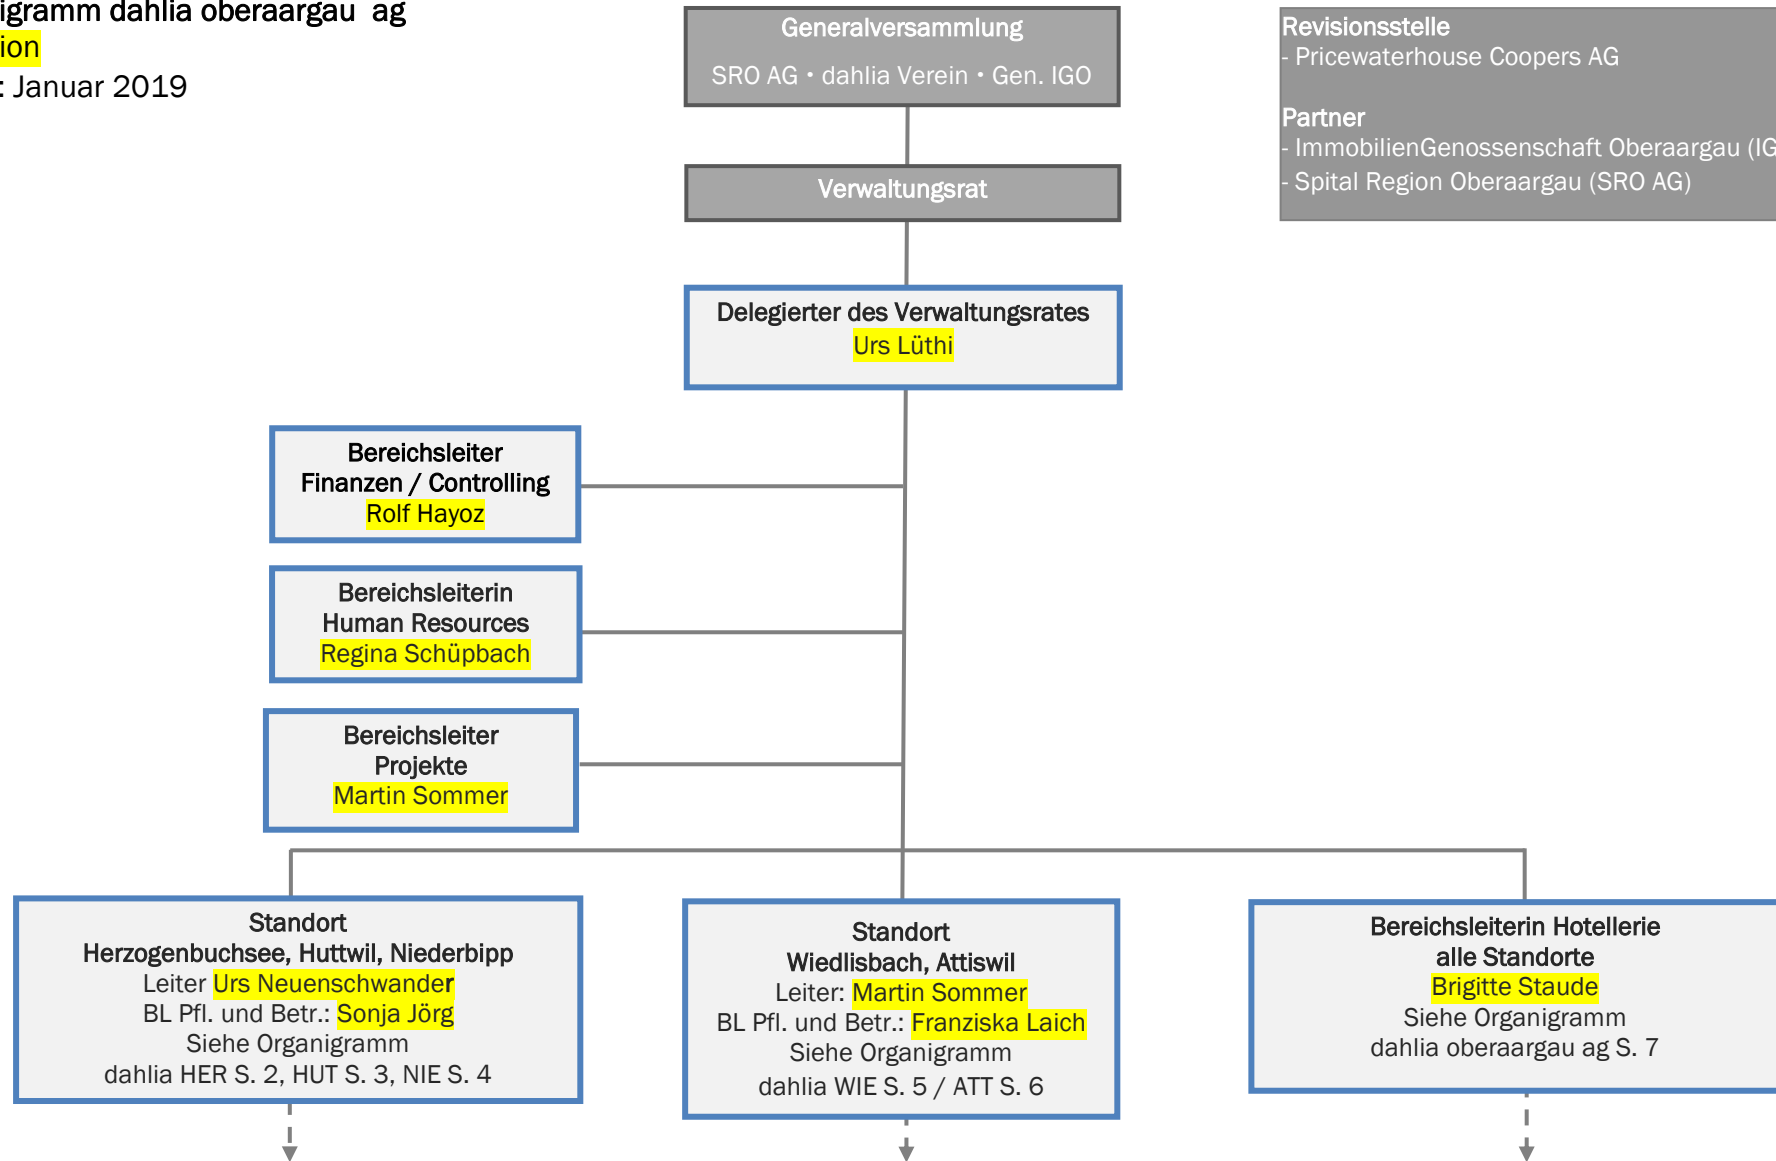 igramm dahlia oberaargau ag
ion
: Januar 2019
Generalversammlung
SRO AG • dahlia Verein • Gen. IGO
Revisionsstelle
- Pricewaterhouse Coopers AG
Partner
- ImmobilienGenossenschaft Oberaargau (IG
- Spital Region Oberaargau (SRO AG)
Verwaltungsrat
Delegierter des Verwaltungsrates
Urs Lüthi
Bereichsleiter
Finanzen / Controlling
Rolf Hayoz
Bereichsleiterin
Human Resources
Regina Schüpbach
Bereichsleiter
Projekte
Martin Sommer
Standort
Herzogenbuchsee, Huttwil, Niederbipp
Leiter Urs Neuenschwander
BL Pfl. und Betr.: Sonja Jörg
Siehe Organigramm
dahlia HER S. 2, HUT S. 3, NIE S. 4
Standort
Wiedlisbach, Attiswil
Leiter: Martin Sommer
BL Pfl. und Betr.: Franziska Laich
Siehe Organigramm
dahlia WIE S. 5 / ATT S. 6
Bereichsleiterin Hotellerie
alle Standorte
Brigitte Staude
Siehe Organigramm
dahlia oberaargau ag S. 7